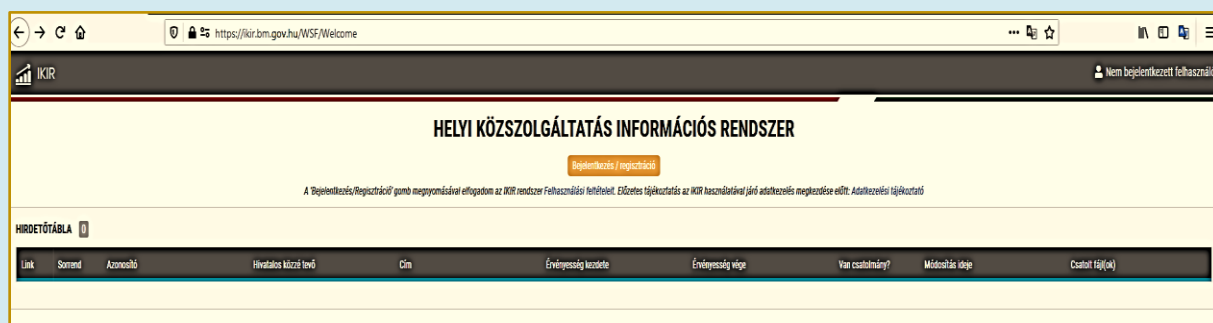 https://ikir.bm.gov.hu/WSF/Welcome
IKIR
Nem bejelentkezett felhasználó
HELYI KÖZSZOLGÁLTATÁS INFORMÁCIÓS RENDSZER
Bejelentkezés / regisztráció
A 'Bejelentkezés/Regisztráció' gomb megnyomásával elfogadom az IKIR rendszer Felhasználási feltételeit. Előzetes tájékoztatás az IKIR használatával járó adatkezelés megkezdése előtt: Adatkezelési tájékoztató
HIRDETŐTÁBLA 0
Link Sorrend Azonosító Hivatalos közzé tevő Cím Érvényesség kezdete Érvényesség vége Van csatolmány? Módosítás ideje Csatolt fájl(ok)